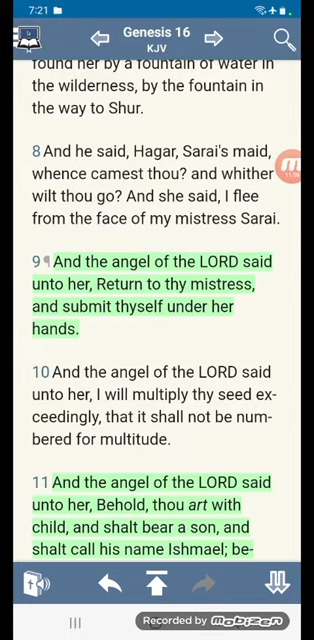 7:21
Genesis 16
KJV
found her by a fountain of water in
the wilderness, by the fountain in
the way to Shur.
8 And he said, Hagar, Sarai's maid,
whence camest thou? and whither
wilt thou go? And she said, I flee
from the face of my mistress Sarai.
9 ¶ And the angel of the LORD said
unto her, Return to thy mistress,
and submit thyself under her
hands.
10 And the angel of the LORD said
unto her, I will multiply thy seed ex-
ceedingly, that it shall not be num-
bered for multitude.
11 And the angel of the LORD said
unto her, Behold, thou art with
child, and shalt bear a son, and
shalt call his name Ishmael; be-
Recorded by Mobizen